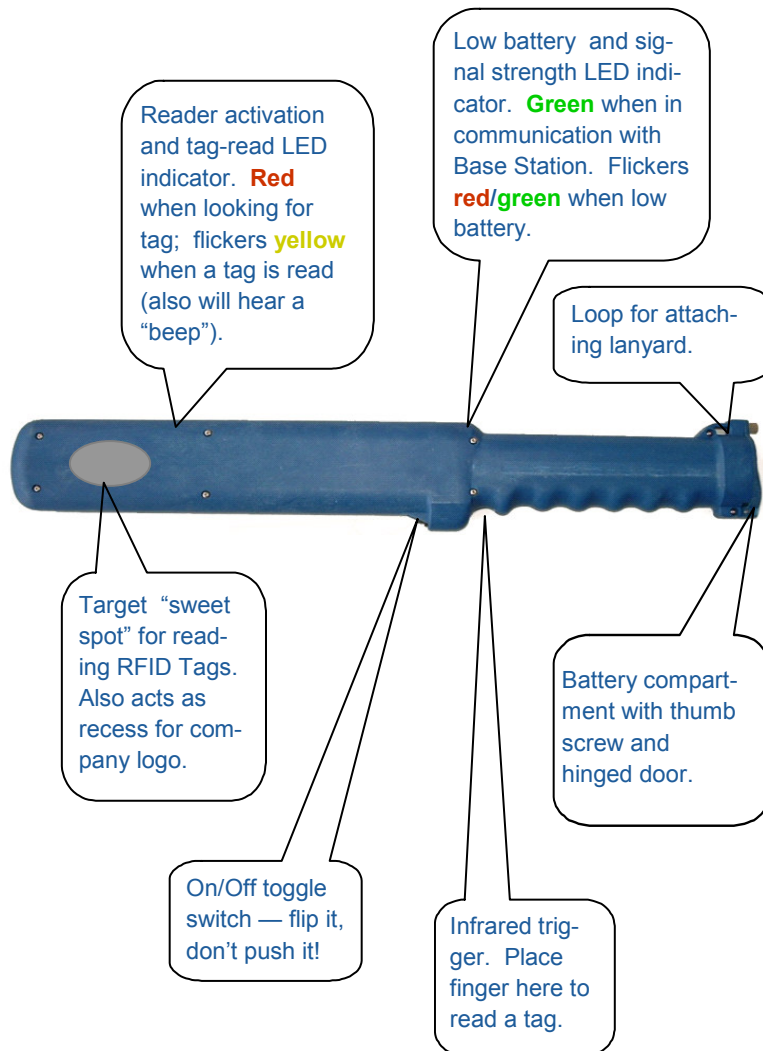 Low battery and sig-
nal strength LED indi-
cator. Green when in
communication with
Base Station. Flickers
red/green when low
battery.
Reader activation
and tag-read LED
indicator. Red
when looking for
tag; flickers yellow
when a tag is read
(also will hear a
“beep”).
Loop for attach-
ing lanyard.
Target “sweet
spot” for read-
ing RFID Tags.
Also acts as
recess for com-
pany logo.
Battery compart-
ment with thumb
screw and
hinged door.
On/Off toggle
switch — flip it,
don’t push it!
Infrared trig-
ger. Place
finger here to
read a tag.